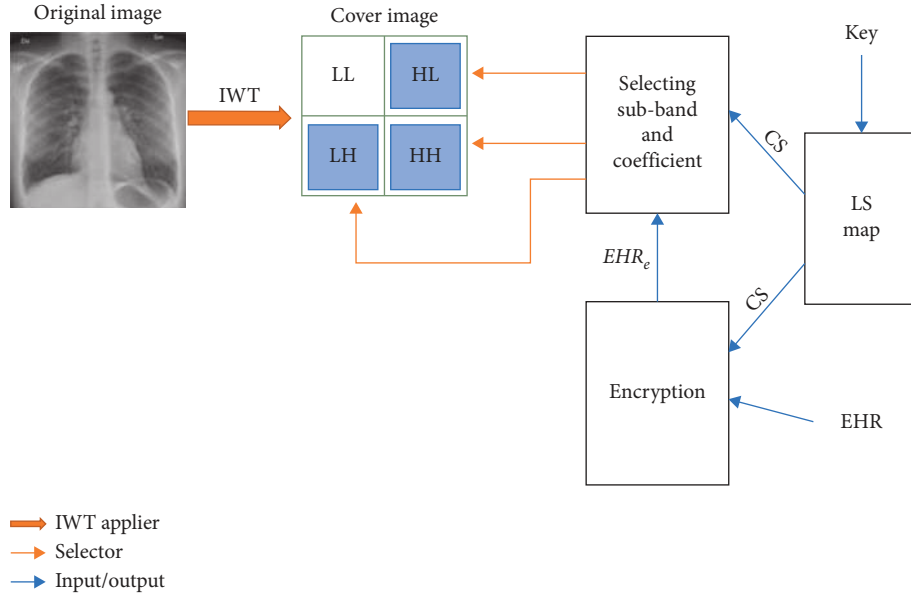 Original image
Cover image
IWT
LL
HL
LH
HH
Selecting
sub-band
and
coefficient
Key
CS
LS
map
EHRₑ
CS
Encryption
EHR
IWT applier
Selector
Input/output